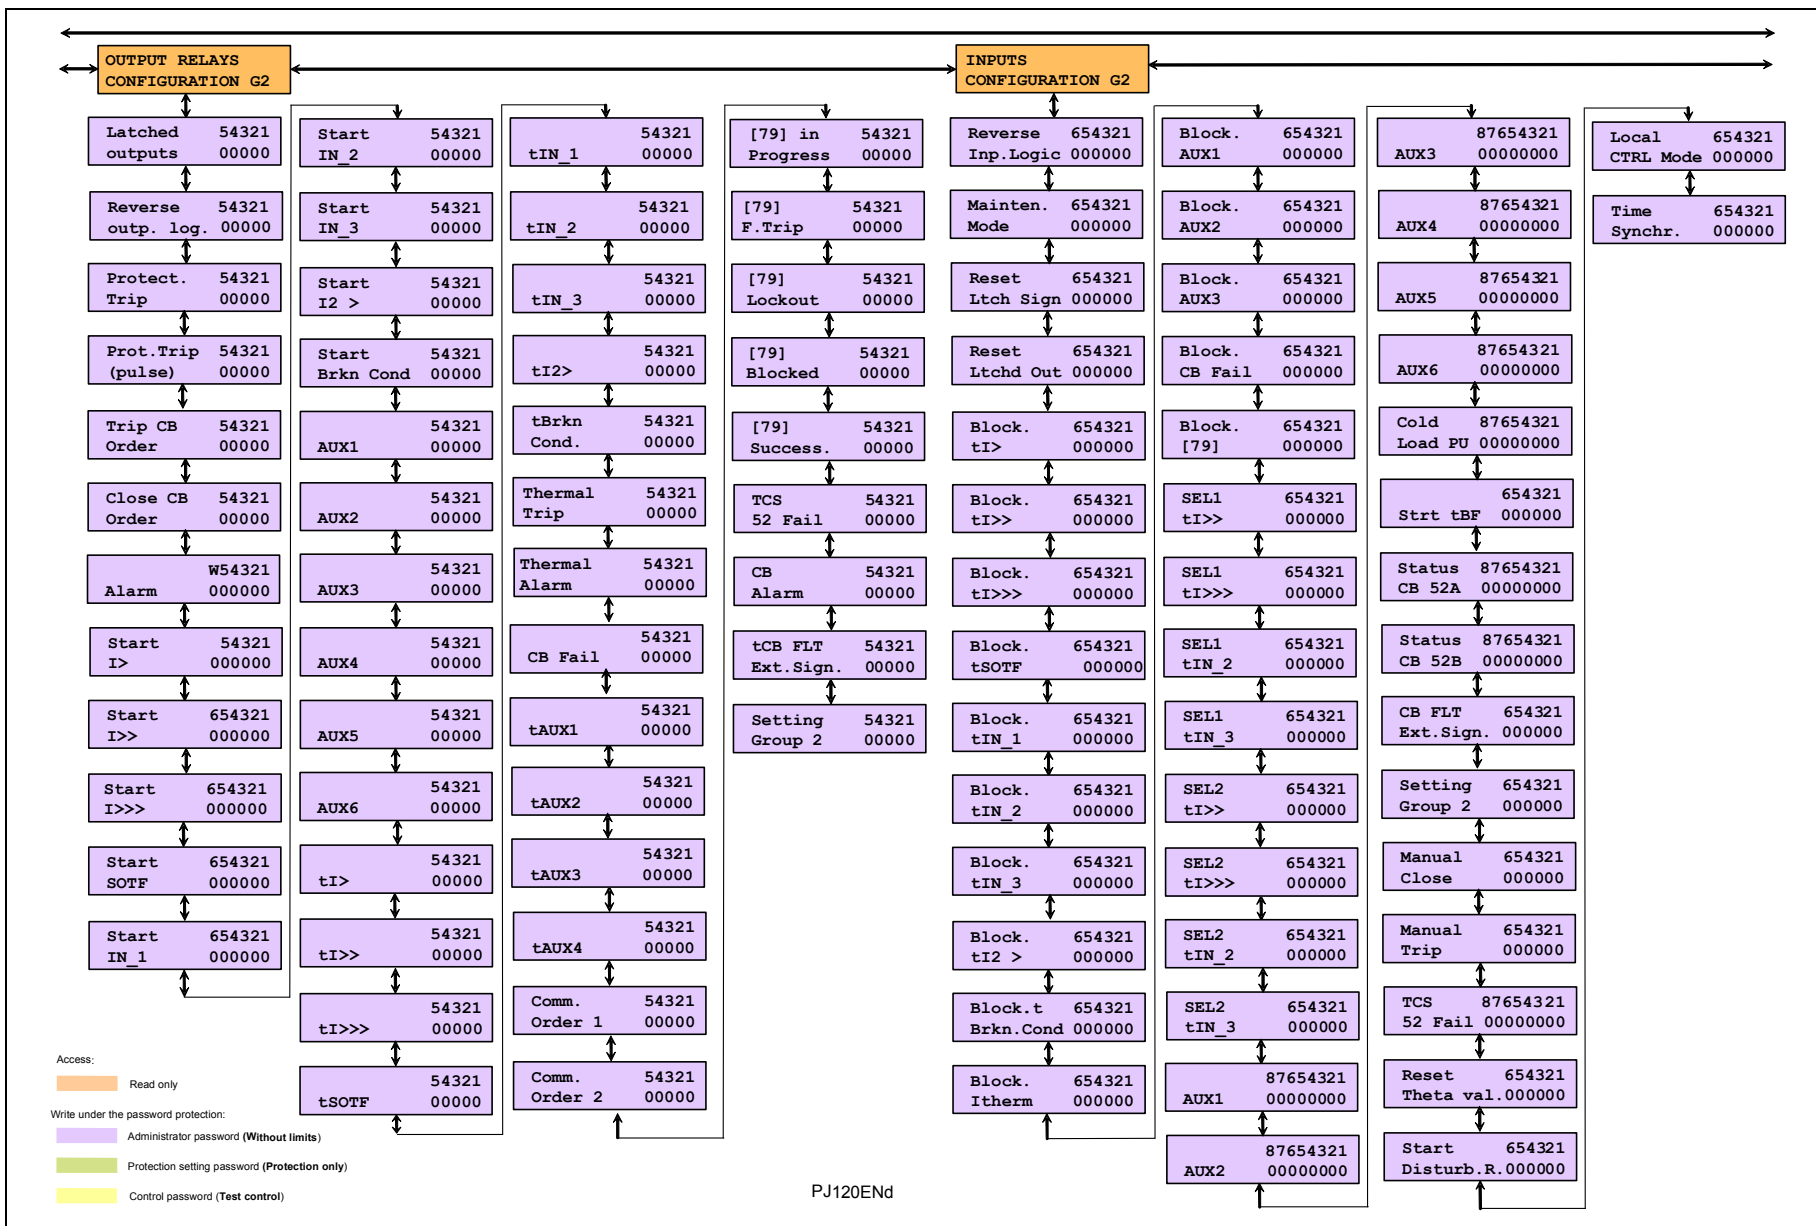 OUTPUT RELAYS
CONFIGURATION G2
Latched 54321
outputs 00000
Reverse 54321
outp. log. 00000
Protect. 54321
Trip 00000
Prot.Trip 54321
(pulse) 00000
Trip CB 54321
Order 00000
Close CB 54321
Order 00000
W54321
Alarm 000000
Start 54321
I> 000000
Start 654321
I>> 000000
Start 654321
I>>> 000000
Start 654321
SOTF 000000
Start 654321
IN_1 000000
Start 54321
IN_2 00000
Start 54321
IN_3 00000
Start 54321
I2 > 00000
Start 54321
Brkn Cond 00000
54321
AUX1 00000
54321
AUX2 00000
54321
AUX3 00000
54321
AUX4 00000
54321
AUX5 00000
54321
AUX6 00000
54321
tI> 00000
54321
tI>> 00000
54321
tI>>> 00000
54321
tSOTF 00000
54321
tIN_1 00000
54321
tIN_2 00000
54321
tIN_3 00000
54321
tI2> 00000
tBrkn 54321
Cond. 00000
Thermal 54321
Trip 00000
Thermal 54321
Alarm 00000
54321
CB Fail 00000
54321
tAUX1 00000
54321
tAUX2 00000
54321
tAUX3 00000
54321
tAUX4 00000
Comm. 54321
Order 1 00000
Comm. 54321
Order 2 00000
[79] in 54321
Progress 00000
[79] 54321
F.Trip 00000
[79] 54321
Lockout 00000
[79] 54321
Blocked 00000
[79] 54321
Success. 00000
TCS 54321
52 Fail 00000
CB 54321
Alarm 00000
tCB FLT 54321
Ext.Sign. 00000
Setting 54321
Group 2 00000
INPUTS
CONFIGURATION G2
Reverse 654321
Inp.Logic 000000
Mainten. 654321
Mode 000000
Reset 654321
Ltch Sign 000000
Reset 654321
Ltchd Out 000000
Block. 654321
tI> 000000
Block. 654321
tI>> 000000
Block. 654321
tI>>> 000000
Block. 654321
tSOTF 000000
Block. 654321
tIN_1 000000
Block. 654321
tIN_2 000000
Block. 654321
tIN_3 000000
Block. 654321
tI2 > 000000
Block.t 654321
Brkn.Cond 000000
Block. 654321
Itherm 000000
Block. 654321
AUX1 000000
Block. 654321
AUX2 000000
Block. 654321
AUX3 000000
Block. 654321
CB Fail 000000
Block. 654321
[79] 000000
SEL1 654321
tI>> 000000
SEL1 654321
tI>>> 000000
SEL1 654321
tIN_2 000000
SEL1 654321
tIN_3 000000
SEL2 654321
tI>> 000000
SEL2 654321
tI>>> 000000
SEL2 654321
tIN_2 000000
SEL2 654321
tIN_3 000000
87654321
AUX1 00000000
87654321
AUX2 00000000
87654321
AUX3 00000000
87654321
AUX4 00000000
87654321
AUX5 00000000
87654321
AUX6 00000000
Cold 87654321
Load PU 00000000
654321
Strt tBF 000000
Status 87654321
CB 52A 00000000
Status 87654321
CB 52B 00000000
CB FLT 654321
Ext.Sign. 000000
Setting 654321
Group 2 000000
Manual 654321
Close 000000
Manual 654321
Trip 000000
TCS 87654321
52 Fail 00000000
Reset 654321
Theta val.000000
Start 654321
Disturb.R.000000
Local 654321
CTRL Mode 000000
Time 654321
Synchr. 000000
Access:
Read only
Write under the password protection:
Administrator password (Without limits)
Protection setting password (Protection only)
Control password (Test control)
PJ120ENd